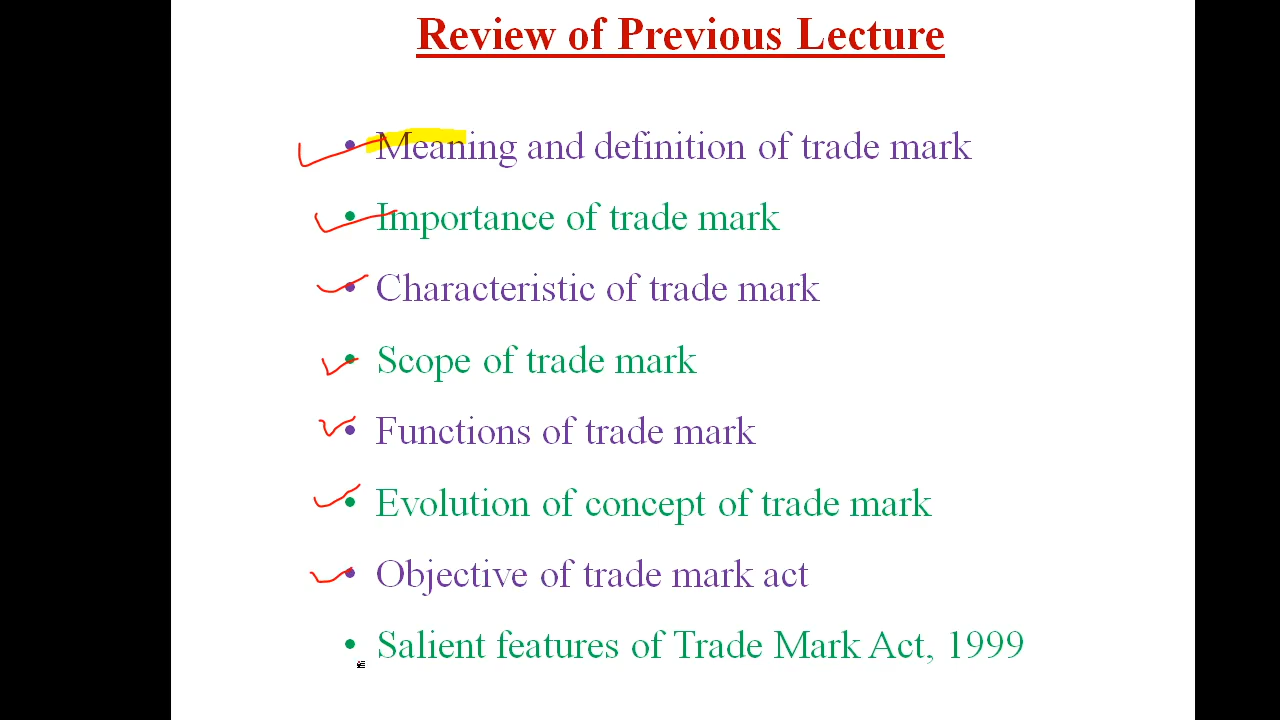 Review of Previous Lecture
• Meaning and definition of trade mark
• Importance of trade mark
• Characteristic of trade mark
• Scope of trade mark
• Functions of trade mark
• Evolution of concept of trade mark
• Objective of trade mark act
• Salient features of Trade Mark Act, 1999